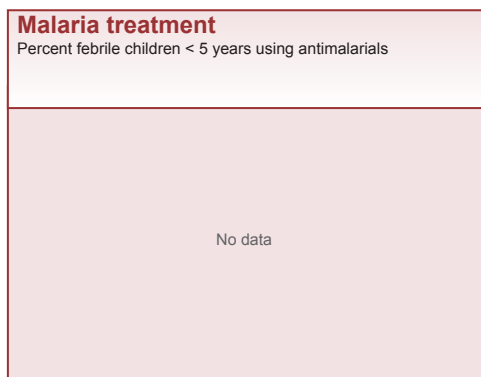 Malaria treatment
Percent febrile children < 5 years using antimalarials
No data